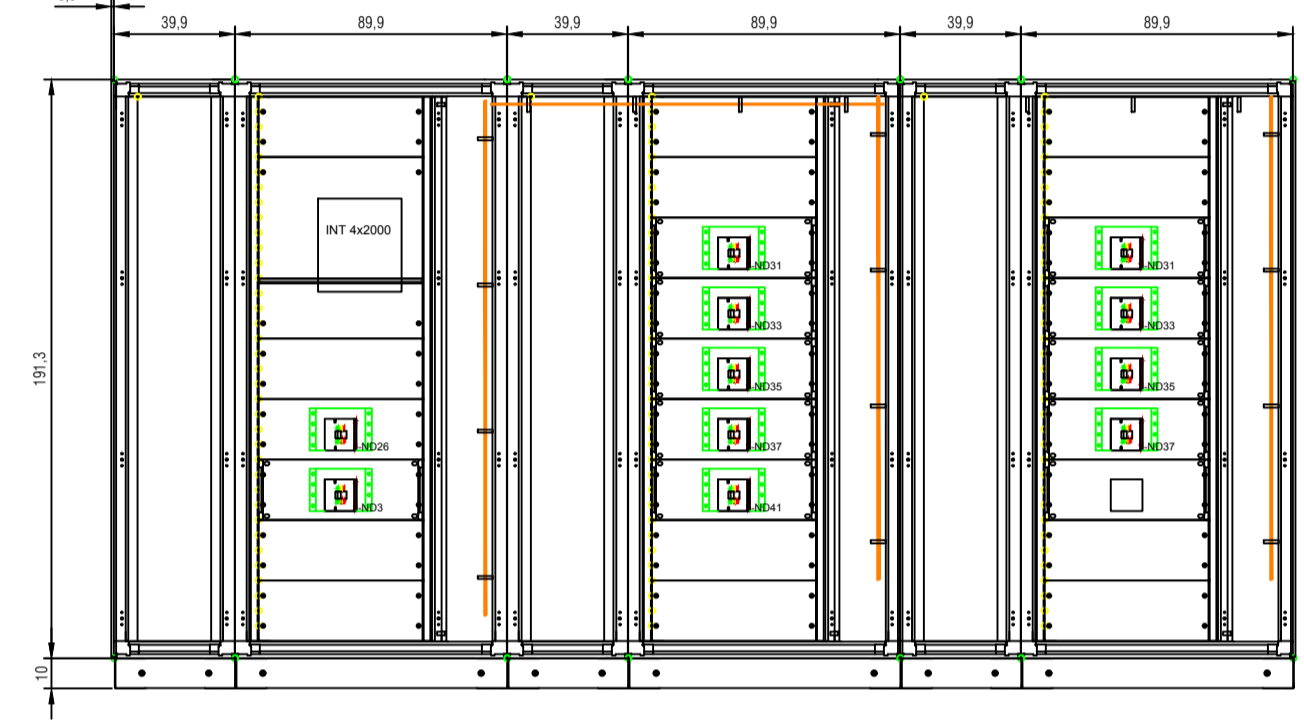 39,9 89,9 39,9 89,9 39,9 89,9
INT 4x2000
191,3
-ND31 -ND31
-ND33 -ND33
-ND35 -ND35
-ND26 -ND37 -ND37
-ND3 -ND41
10